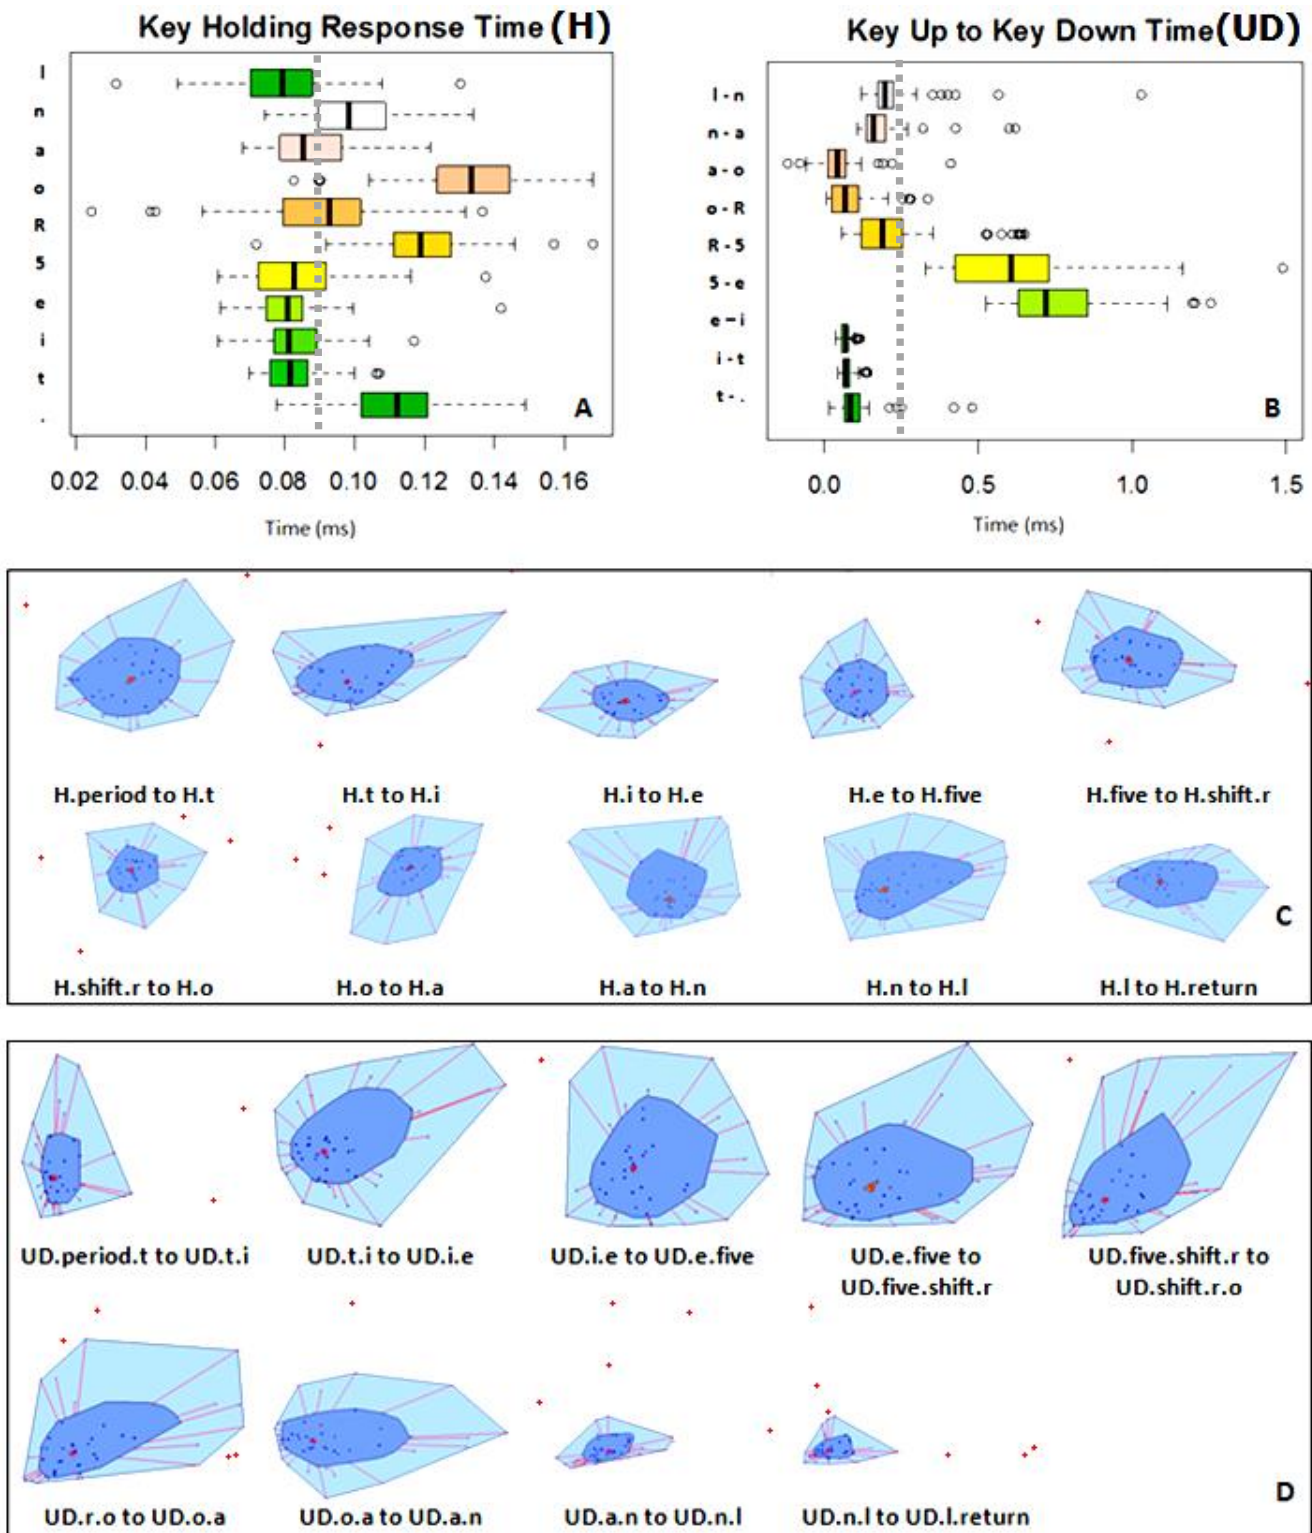 Key Holding Response Time (H)
l
n
a
o
R
5
e
i
t
.
A
0.02 0.04 0.06 0.08 0.10 0.12 0.14 0.16
Time (ms)
Key Up to Key Down Time(UD)
l - n
n - a
a - o
o - R
R - 5
5 - e
e - i
i - t
t - .
B
0.0 0.5 1.0 1.5
Time (ms)
H.period to H.t H.t to H.i H.i to H.e H.e to H.five H.five to H.shift.r
C
H.shift.r to H.o H.o to H.a H.a to H.n H.n to H.l H.l to H.return
UD.period.t to UD.t.i UD.t.i to UD.i.e UD.i.e to UD.e.five UD.e.five to UD.five.shift.r to
UD.five.shift.r UD.shift.r.o
D
UD.r.o to UD.o.a UD.o.a to UD.a.n UD.a.n to UD.n.l UD.n.l to UD.l.return